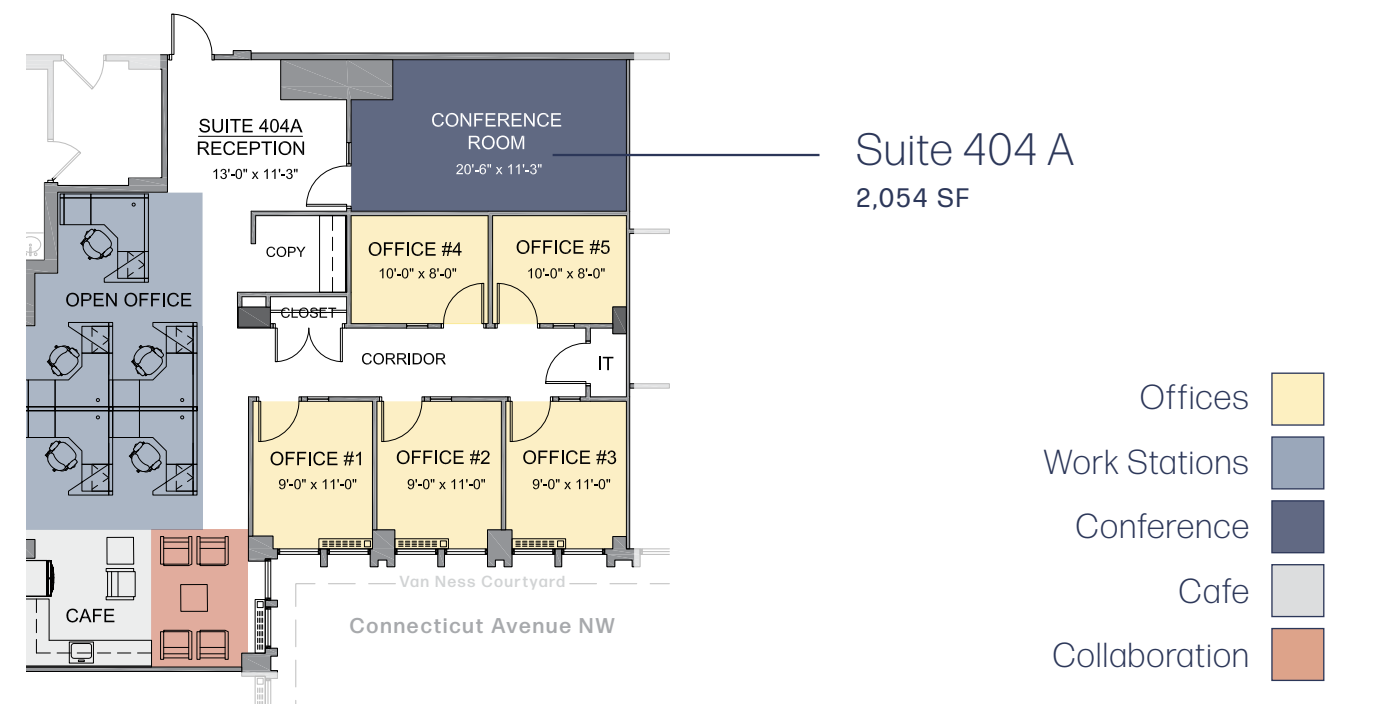 SUITE 404A
RECEPTION
13'-0" x 11'-3"
CONFERENCE
ROOM
20'-6" x 11'-3"
Suite 404 A
2,054 SF
COPY
OFFICE #4
10'-0" x 8'-0"
OFFICE #5
10'-0" x 8'-0"
OPEN OFFICE
CLOSET
CORRIDOR
IT
OFFICE #1
9'-0" x 11'-0"
OFFICE #2
9'-0" x 11'-0"
OFFICE #3
9'-0" x 11'-0"
CAFE
Van Ness Courtyard
Connecticut Avenue NW
Offices
Work Stations
Conference
Cafe
Collaboration